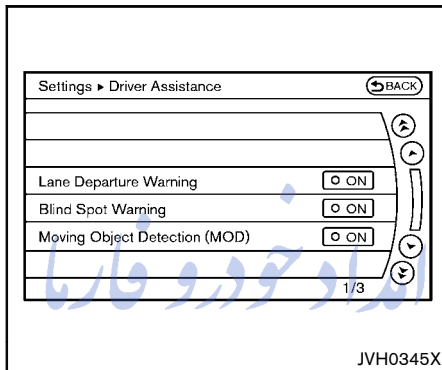 Settings ▸ Driver Assistance
BACK
Lane Departure Warning ON
Blind Spot Warning ON
Moving Object Detection (MOD) ON
امداد خودرو فارما
1/3
JVH0345X